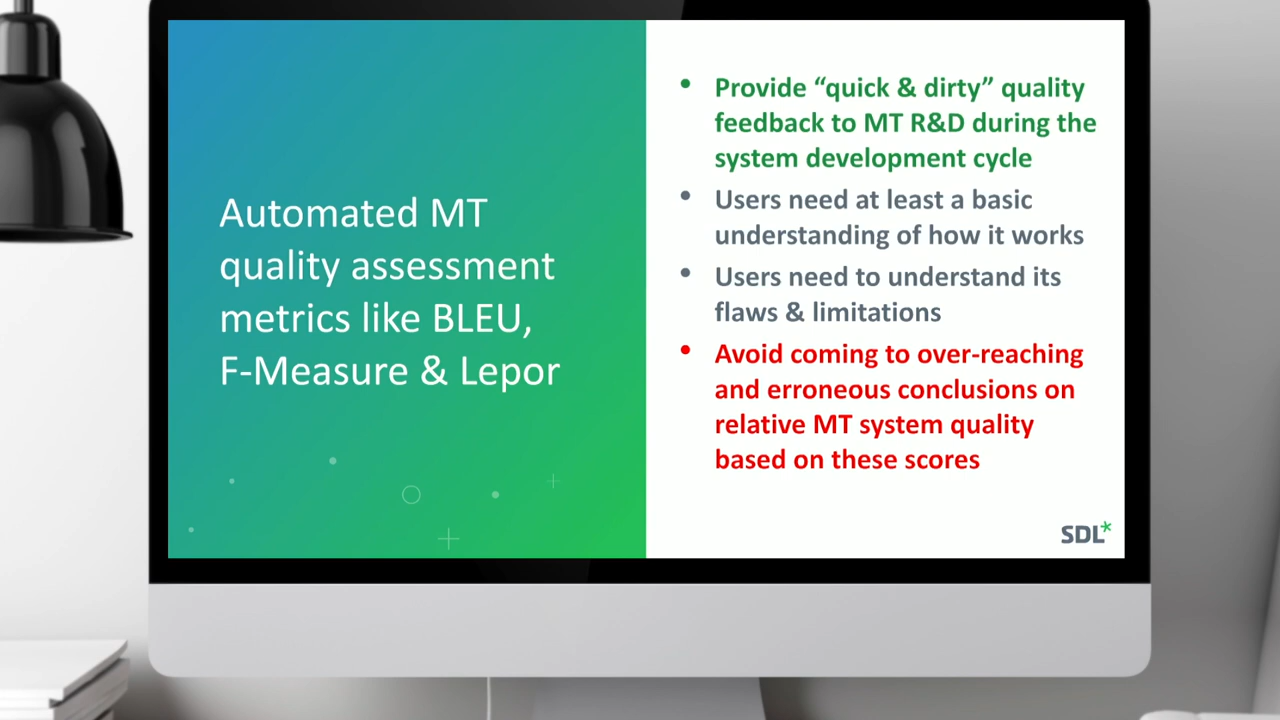 Automated MT
quality assessment
metrics like BLEU,
F-Measure & Lepor
• Provide “quick & dirty” quality
feedback to MT R&D during the
system development cycle
• Users need at least a basic
understanding of how it works
• Users need to understand its
flaws & limitations
• Avoid coming to over-reaching
and erroneous conclusions on
relative MT system quality
based on these scores
SDL*